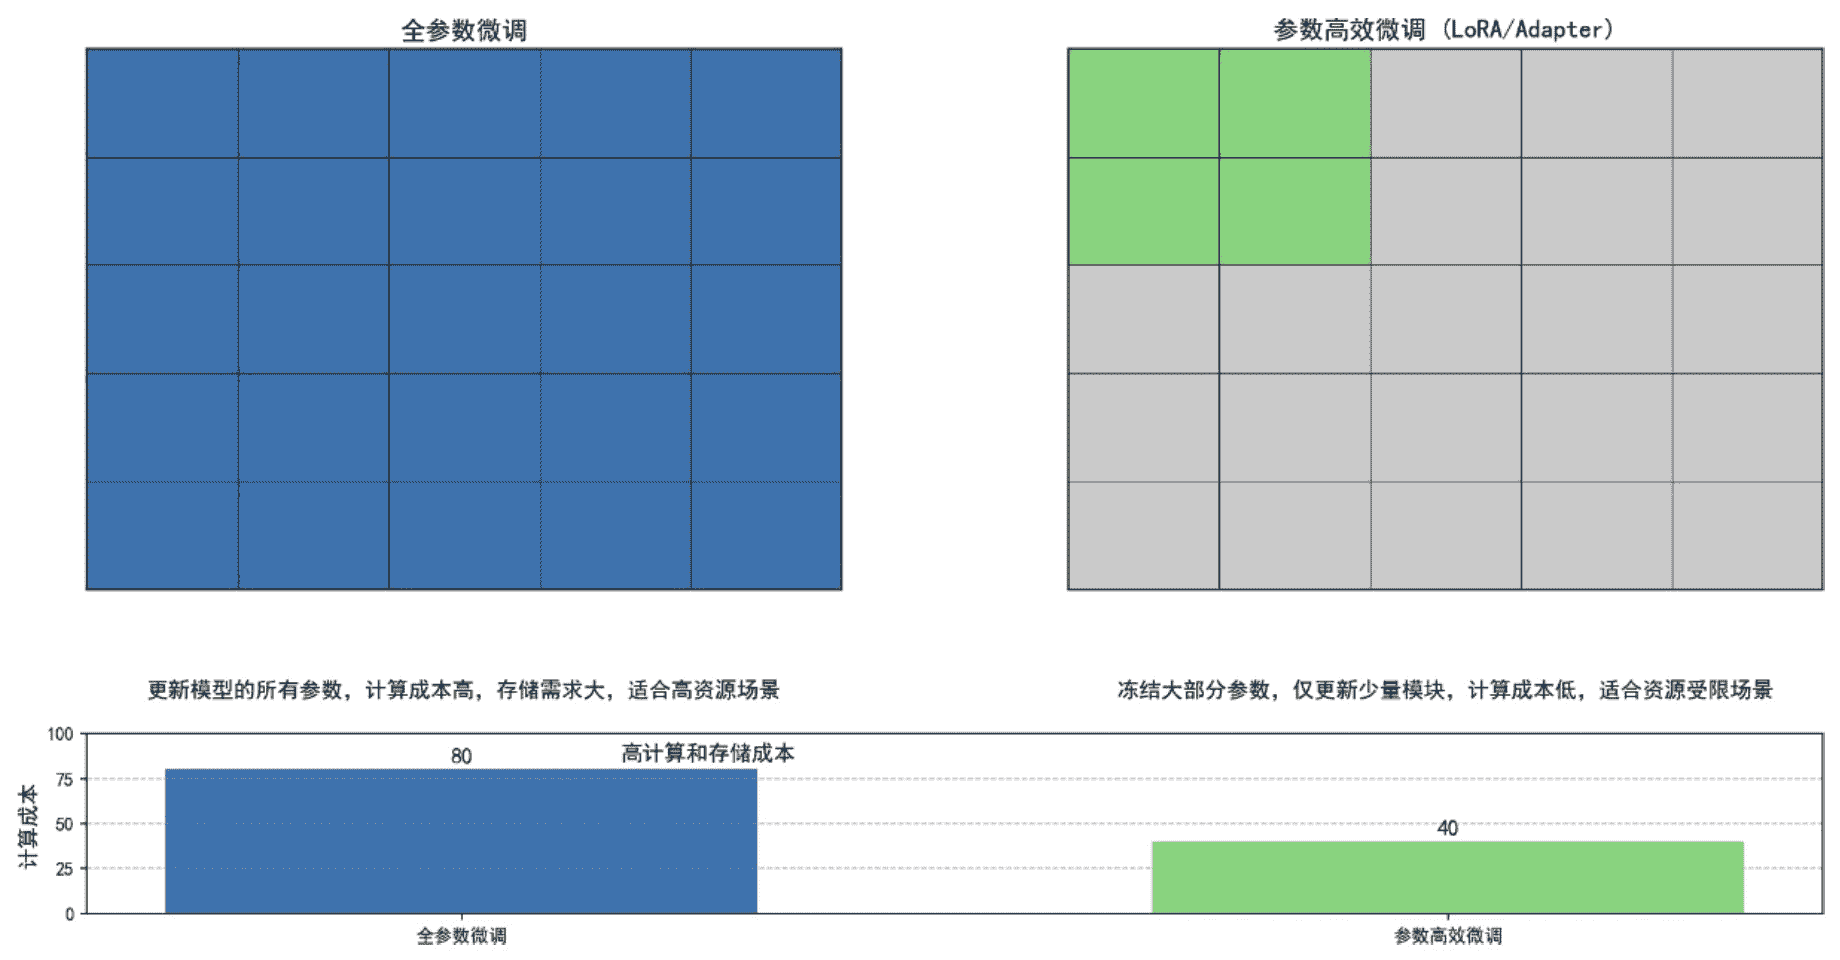 全参数微调
参数高效微调 (LoRA/Adapter)
更新模型的所有参数，计算成本高，存储需求大，适合高资源场景
冻结大部分参数，仅更新少量模块，计算成本低，适合资源受限场景
计算成本
100
75
50
25
0
80
高计算和存储成本
40
全参数微调
参数高效微调